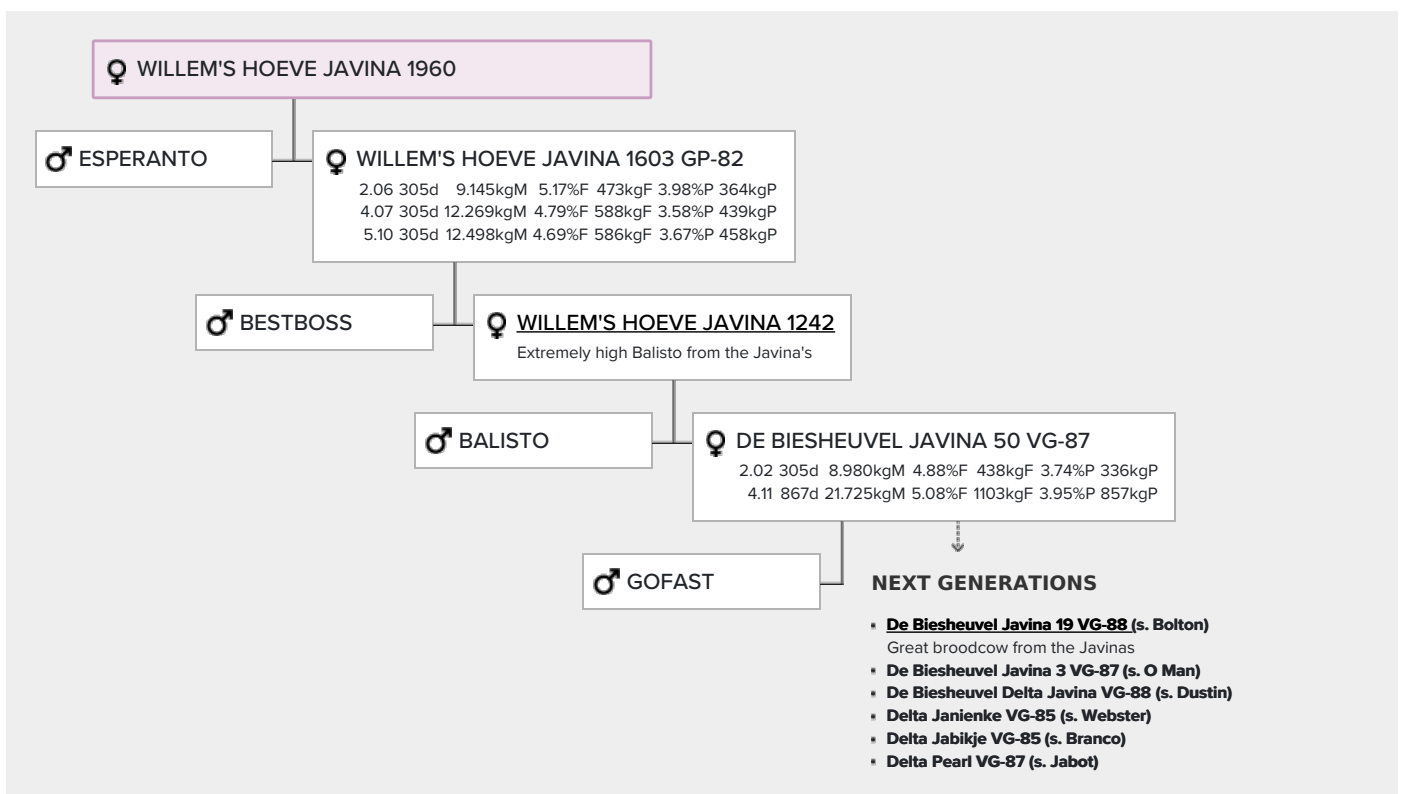 WILLEM'S HOEVE JAVINA 1960
ESPERANTO
WILLEM'S HOEVE JAVINA 1603 GP-82
2.06 305d 9.145kgM 5.17%F 473kgF 3.98%P 364kgP
4.07 305d 12.269kgM 4.79%F 588kgF 3.58%P 439kgP
5.10 305d 12.498kgM 4.69%F 586kgF 3.67%P 458kgP
BESTBOSS
WILLEM'S HOEVE JAVINA 1242
Extremely high Balisto from the Javina's
BALISTO
DE BIESHEUVEL JAVINA 50 VG-87
2.02 305d 8.980kgM 4.88%F 438kgF 3.74%P 336kgP
4.11 867d 21.725kgM 5.08%F 1103kgF 3.95%P 857kgP
GOFAST
NEXT GENERATIONS
De Biesheuvel Javina 19 VG-88 (s. Bolton)
Great broodcow from the Javinas
De Biesheuvel Javina 3 VG-87 (s. O Man)
De Biesheuvel Delta Javina VG-88 (s. Dustin)
Delta Janienke VG-85 (s. Webster)
Delta Jabikje VG-85 (s. Branco)
Delta Pearl VG-87 (s. Jabot)